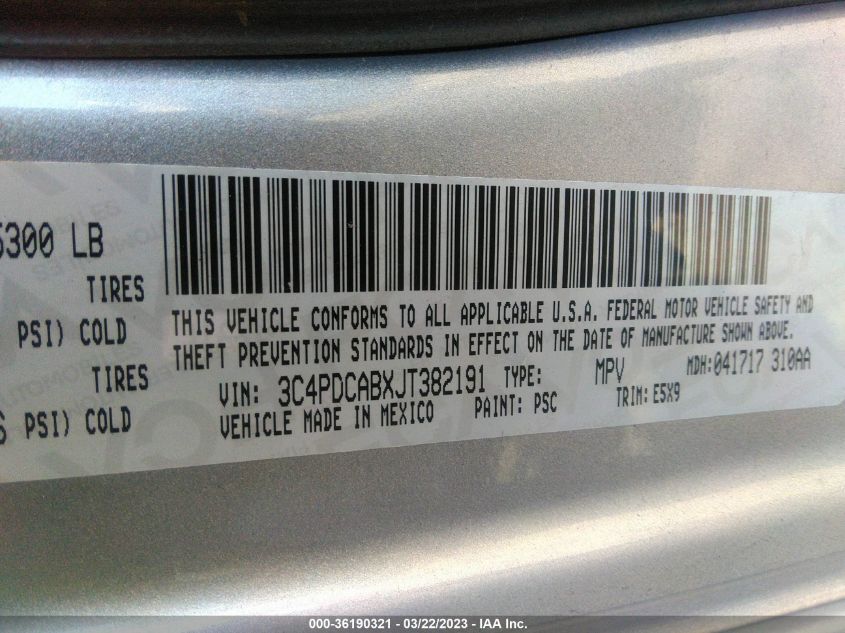 5300 LB
TIRES
PSI) COLD
TIRES
PSI) COLD
THIS VEHICLE CONFORMS TO ALL APPLICABLE U.S.A. FEDERAL MOTOR VEHICLE SAFETY AND
THEFT PREVENTION STANDARDS IN EFFECT ON THE DATE OF MANUFACTURE SHOWN ABOVE.
VIN: 3C4PDCABXJT382191 TYPE: MPV MDH:041717 310AA
VEHICLE MADE IN MEXICO PAINT: PSC TRIM: E5X9
000-36190321 - 03/22/2023 - IAA Inc.